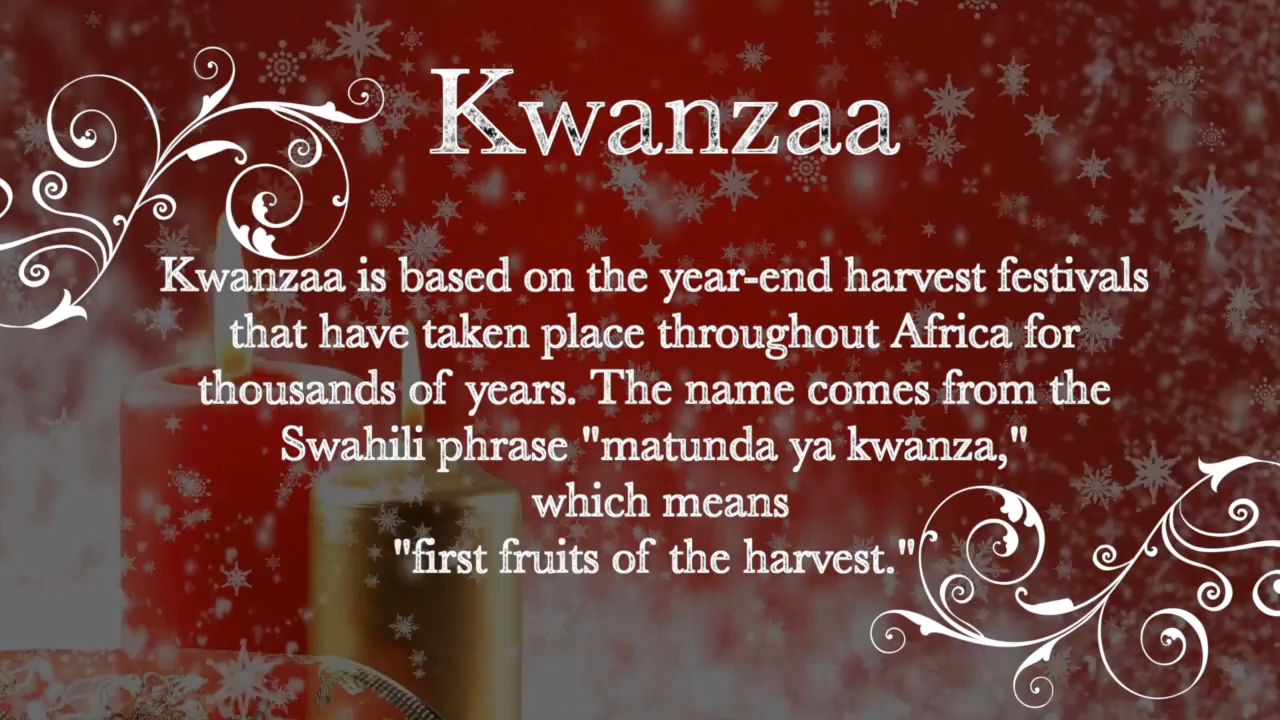 Kwanzaa
Kwanzaa is based on the year-end harvest festivals
that have taken place throughout Africa for
thousands of years. The name comes from the
Swahili phrase "matunda ya kwanza,"
which means
"first fruits of the harvest."